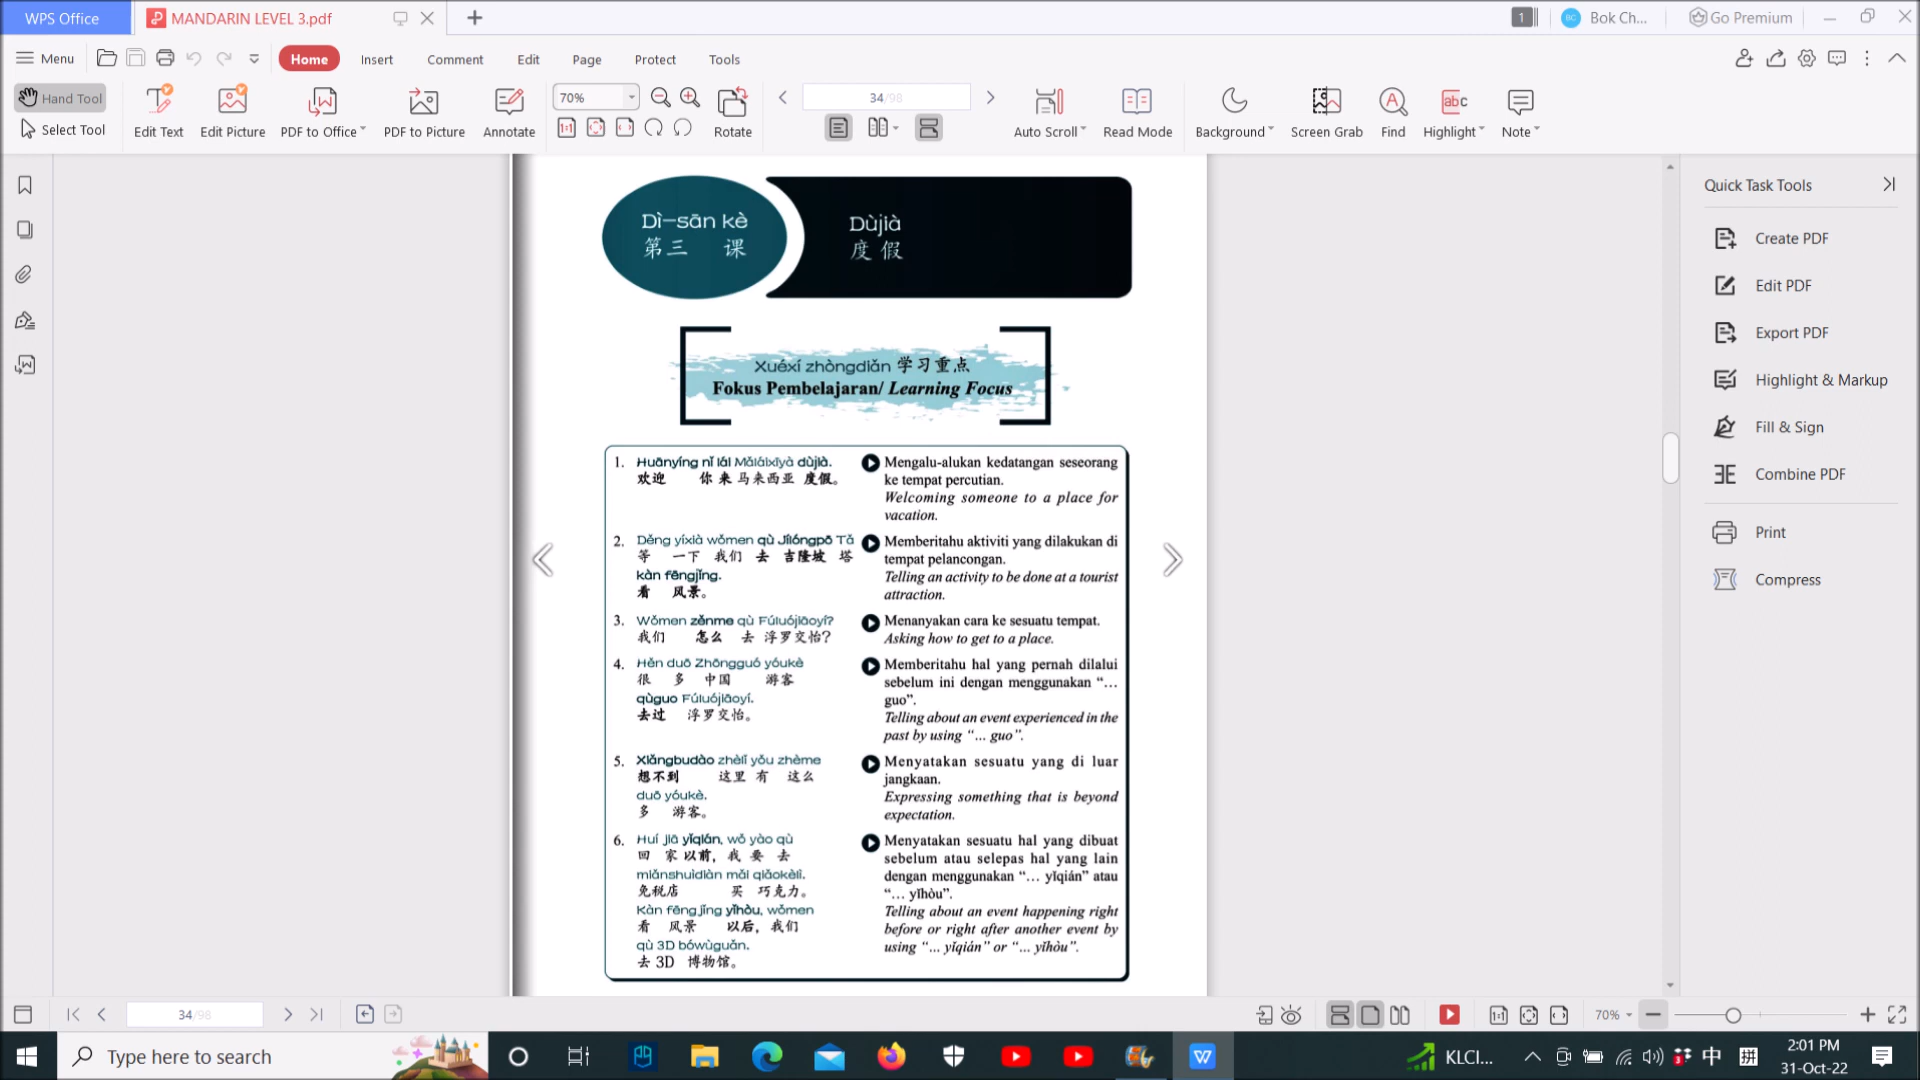 WPS Office
MANDARIN LEVEL 3.pdf
1
BC
Bok Ch...
Go Premium
Menu
Home
Insert
Comment
Edit
Page
Protect
Tools
Hand Tool
Select Tool
Edit Text
Edit Picture
PDF to Office
PDF to Picture
Annotate
70%
Rotate
34/98
Auto Scroll
Read Mode
Background
Screen Grab
Find
abc
Highlight
Note
Dì-sān kè
第三 课
Dùjià
度假
Xuéxí zhòngdiǎn 学习重点
Fokus Pembelajaran/ Learning Focus
1. Huānyíng nǐ lái Mǎláixīyà dùjià.
欢迎 你 来 马来西亚 度假。
Mengalu-alukan kedatangan seseorang
ke tempat percutian.
Welcoming someone to a place for
vacation.
2. Děng yíxià wǒmen qù Jílóngpō Tǎ
等 一下 我们 去 吉隆坡 塔
kàn fēngjǐng.
看 风景。
Memberitahu aktiviti yang dilakukan di
tempat pelancongan.
Telling an activity to be done at a tourist
attraction.
3. Wǒmen zěnme qù Fúluójiāoyí?
我们 怎么 去 浮罗交怡?
Menanyakan cara ke sesuatu tempat.
Asking how to get to a place.
4. Hěn duō Zhōngguó yóukè
很 多 中国 游客
qùguo Fúluójiāoyí.
去过 浮罗交怡。
Memberitahu hal yang pernah dilalui
sebelum ini dengan menggunakan “...
guo”.
Telling about an event experienced in the
past by using “... guo”.
5. Xiǎngbudào zhèlǐ yǒu zhème
想不到 这里 有 这么
duō yóukè.
多 游客。
Menyatakan sesuatu yang di luar
jangkaan.
Expressing something that is beyond
expectation.
6. Huí jiā yǐqián, wǒ yào qù
回 家 以前, 我 要 去
miǎnshuìdiàn mǎi qiǎokèlì.
免税店 买 巧克力。
Kàn fēngjǐng yǐhòu, wǒmen
看 风景 以后, 我们
qù 3D bówùguǎn.
去 3D 博物馆。
Menyatakan sesuatu hal yang dibuat
sebelum atau selepas hal yang lain
dengan menggunakan “... yǐqián” atau
“... yǐhòu”.
Telling about an event happening right
before or right after another event by
using “... yǐqián” or “... yǐhòu”.
Quick Task Tools
Create PDF
Edit PDF
Export PDF
Highlight & Markup
Fill & Sign
Combine PDF
Print
Compress
34/98
70%
Type here to search
KLCI...
中
拼
2:01 PM
31-Oct-22